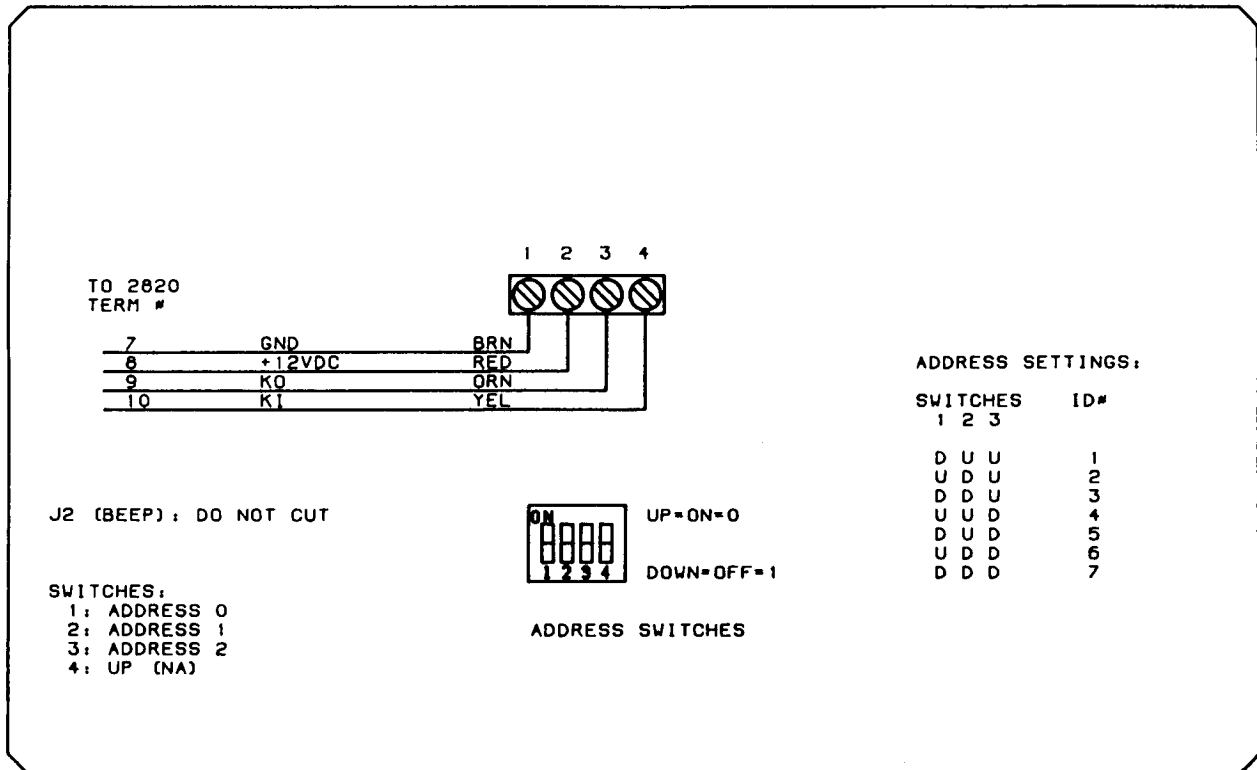 1 2 3 4
TO 2820
TERM #
7 GND BRN
8 +12VDC RED
9 KO ORN
10 KI YEL
ADDRESS SETTINGS:
SWITCHES ID#
1 2 3
D U U 1
U D U 2
D D U 3
U U D 4
D U D 5
U D D 6
D D D 7
J2 (BEEP): DO NOT CUT
ON
1 2 3 4
UP=ON=0
DOWN=OFF=1
ADDRESS SWITCHES
SWITCHES:
1: ADDRESS 0
2: ADDRESS 1
3: ADDRESS 2
4: UP (NA)